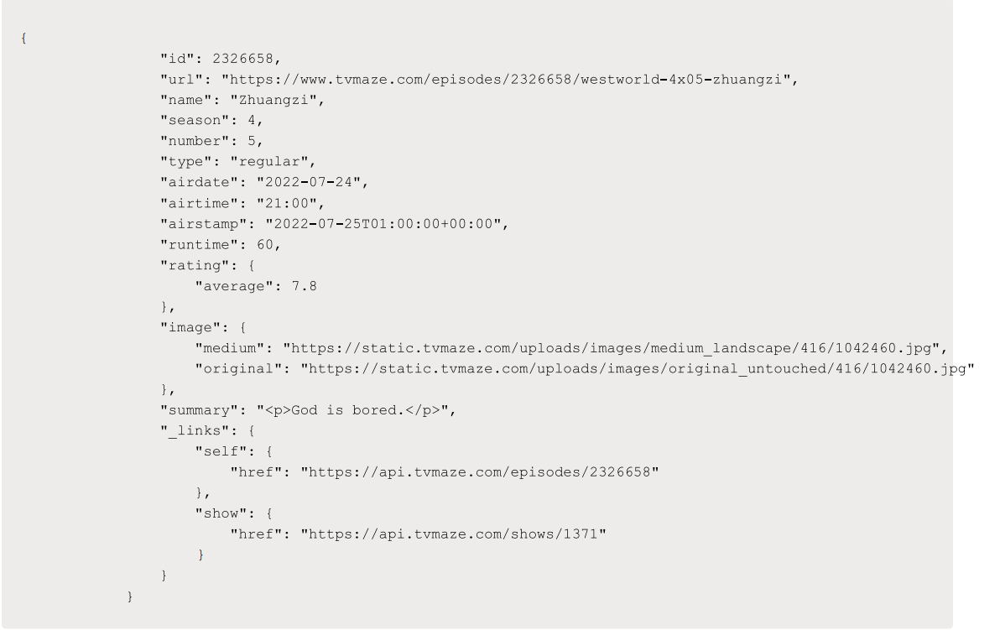 {
"id": 2326658,
"url": "https://www.tvmaze.com/episodes/2326658/westworld-4x05-zhuangzi",
"name": "Zhuangzi",
"season": 4,
"number": 5,
"type": "regular",
"airdate": "2022-07-24",
"airtime": "21:00",
"airstamp": "2022-07-25T01:00:00+00:00",
"runtime": 60,
"rating": {
"average": 7.8
},
"image": {
"medium": "https://static.tvmaze.com/uploads/images/medium_landscape/416/1042460.jpg",
"original": "https://static.tvmaze.com/uploads/images/original_untouched/416/1042460.jpg"
},
"summary": "<p>God is bored.</p>",
"_links": {
"self": {
"href": "https://api.tvmaze.com/episodes/2326658"
},
"show": {
"href": "https://api.tvmaze.com/shows/1371"
}
}
}